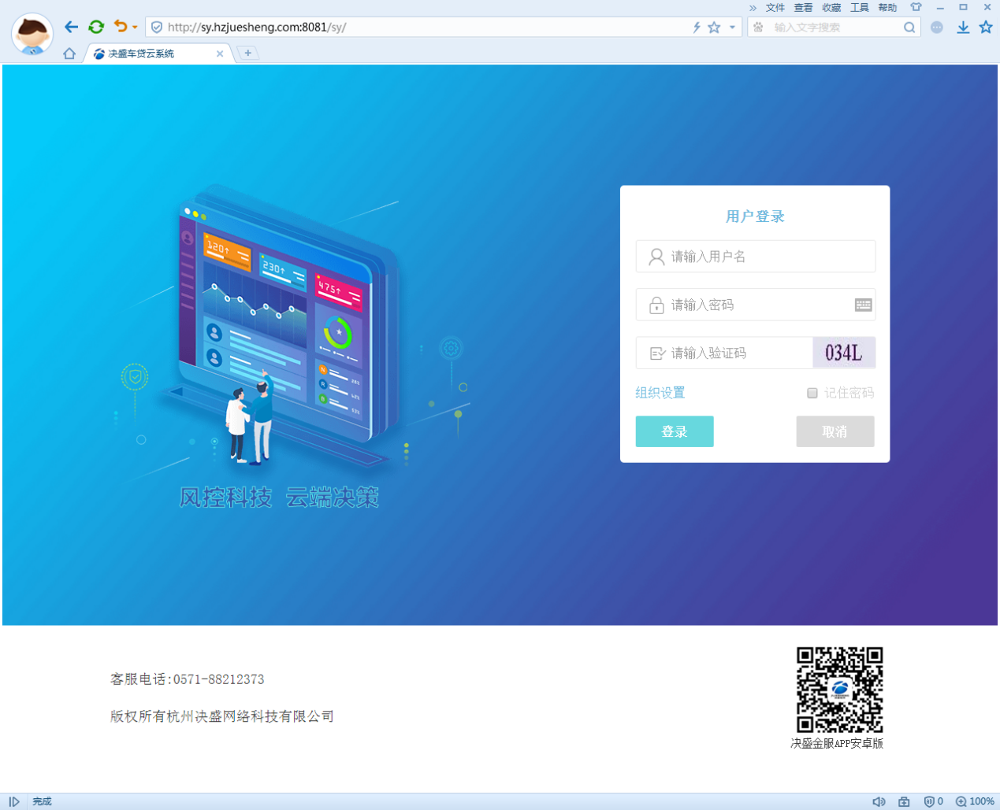 » 文件 查看 收藏 工具 帮助
http://sy.hzjuesheng.com:8081/sy/
输入文字搜索
决盛车贷云系统
用户登录
请输入用户名
请输入密码
请输入验证码 034L
组织设置 记住密码
登录 取消
120↑
230↑
475↑
风控科技 云端决策
客服电话:0571-88212373
版权所有杭州决盛网络科技有限公司
决盛金服APP安卓版
完成
0 100%